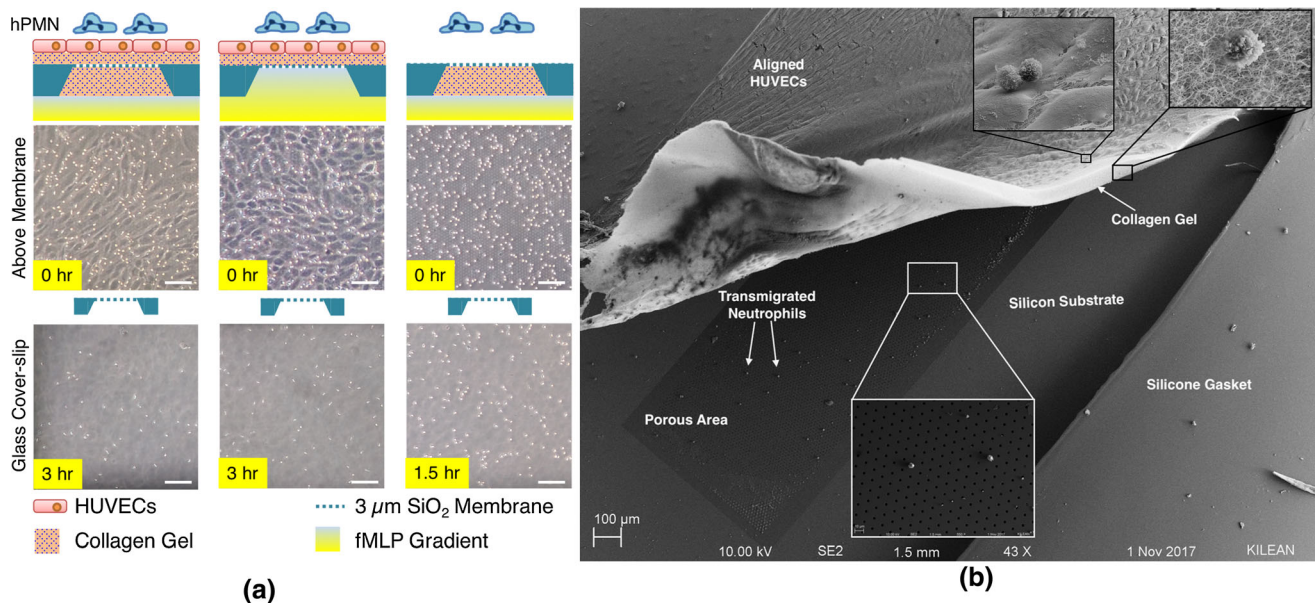 hPMN
Above Membrane
0 hr
0 hr
0 hr
Glass Cover-slip
3 hr
3 hr
1.5 hr
HUVECs
3 µm SiO2 Membrane
Collagen Gel
fMLP Gradient
(a)
Aligned
HUVECs
Collagen Gel
Transmigrated
Neutrophils
Silicon Substrate
Silicone Gasket
Porous Area
100 µm
10.00 kV SE2 1.5 mm 43 X 1 Nov 2017 KILEAN
(b)